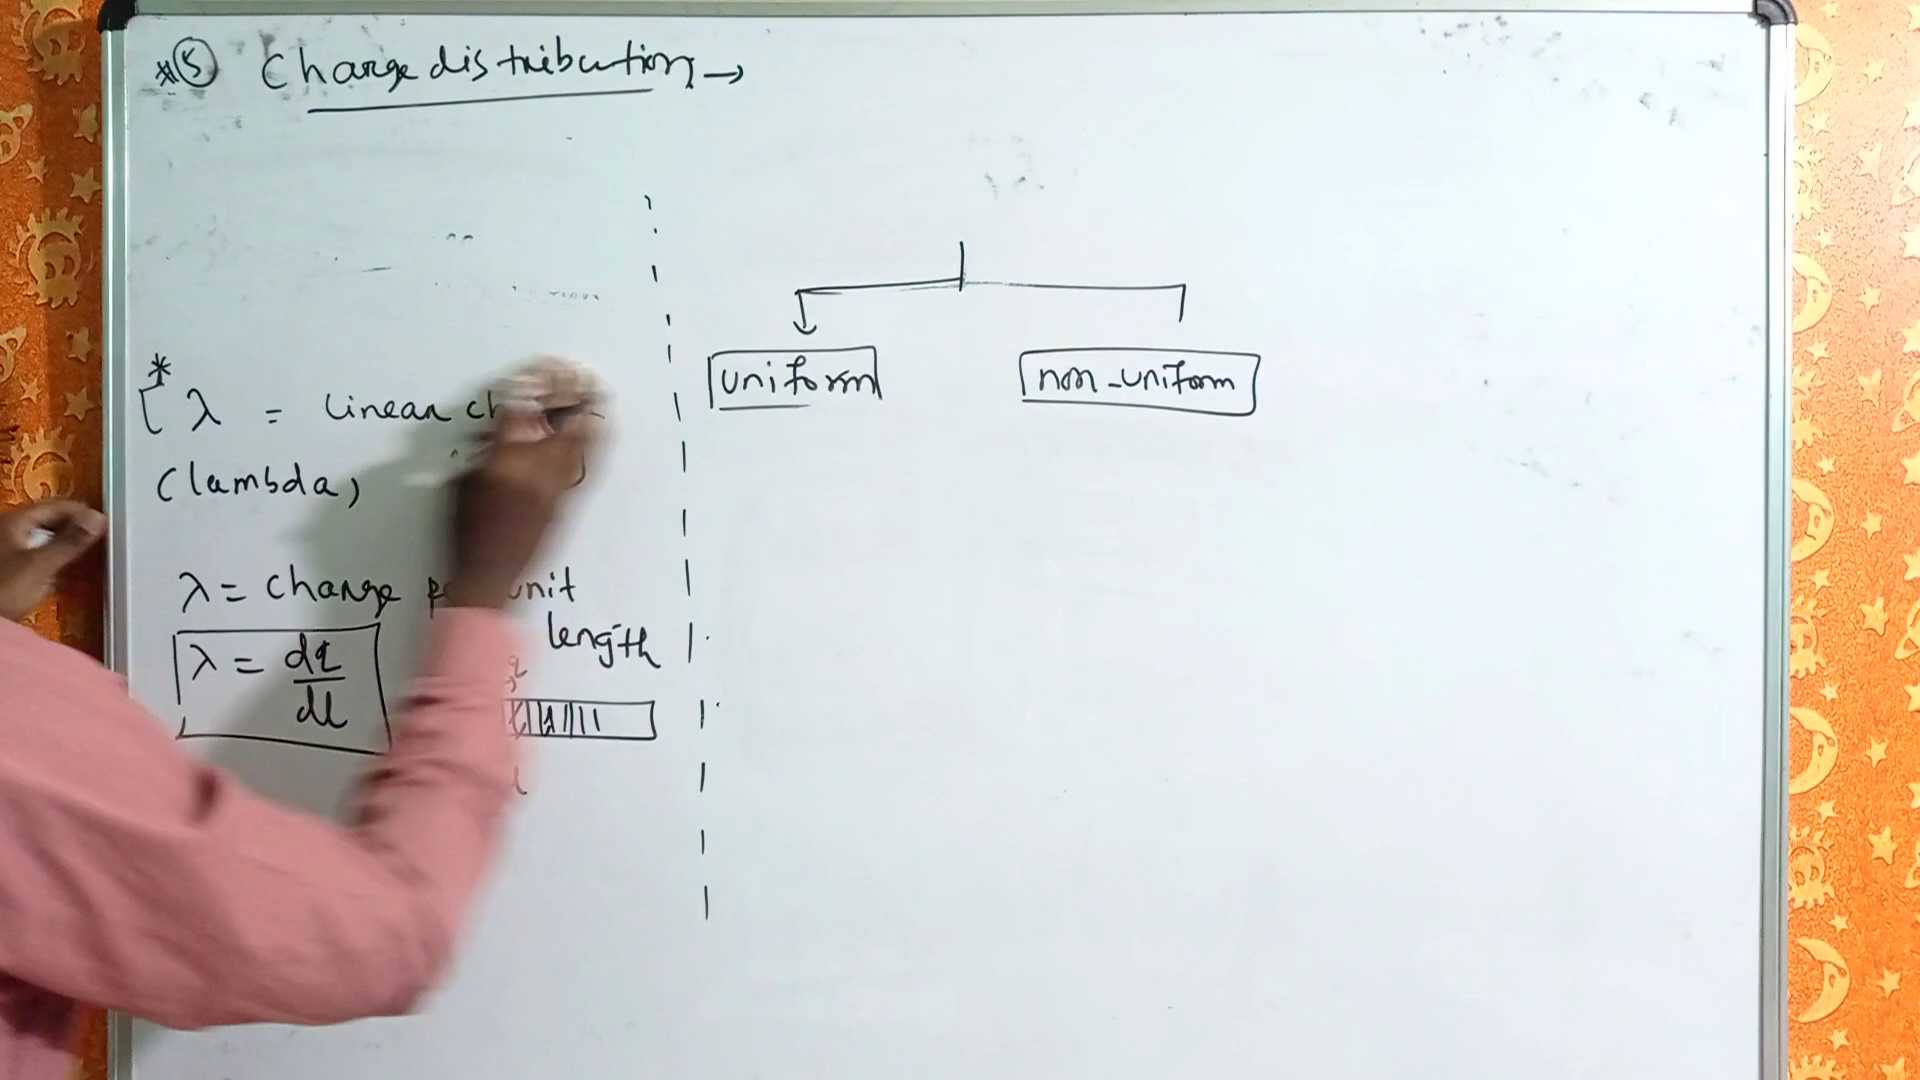 *⑤ Charge distribution →
* [ λ = Linear
(lambda)
λ = Charge unit
length
λ = dq/dl
q
uniform
non-uniform